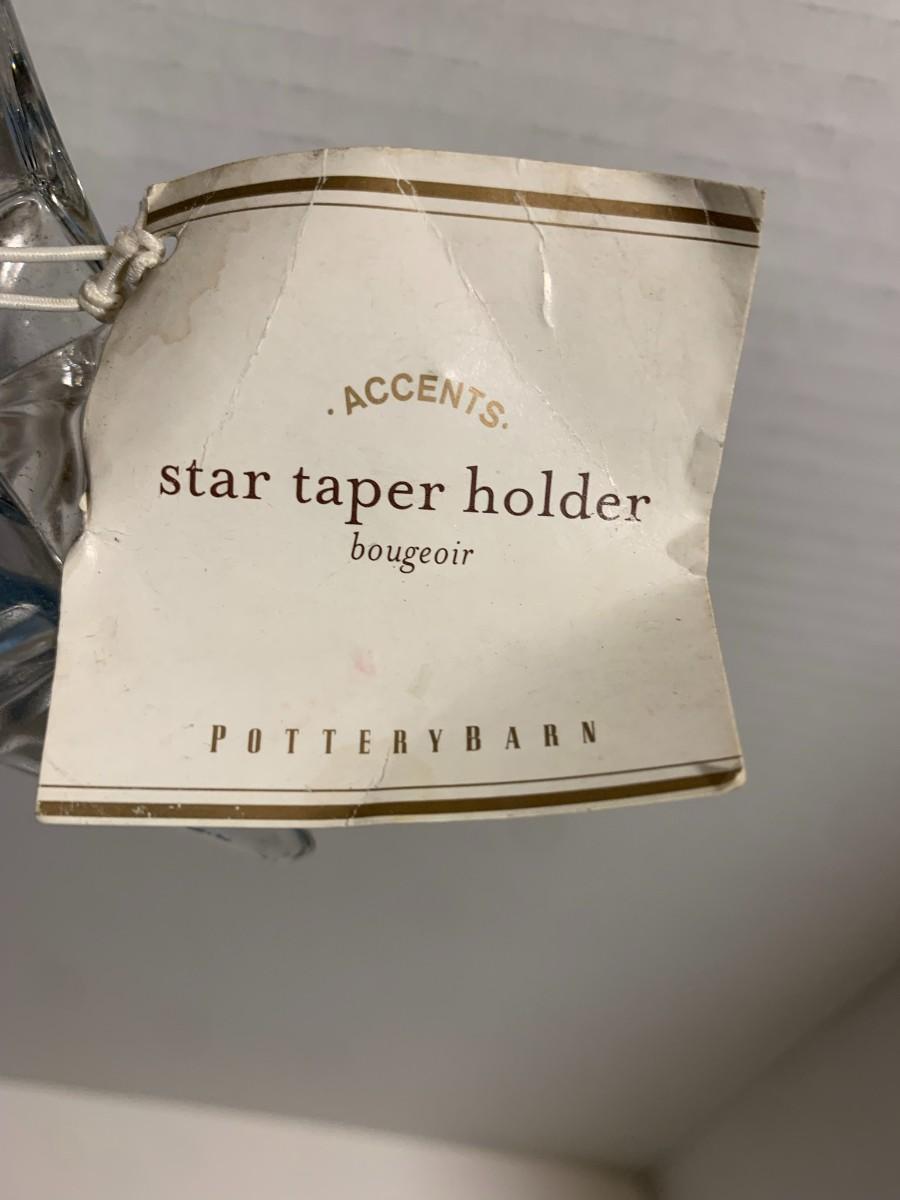 · ACCENTS ·
star taper holder
bougeoir
POTTERYBARN